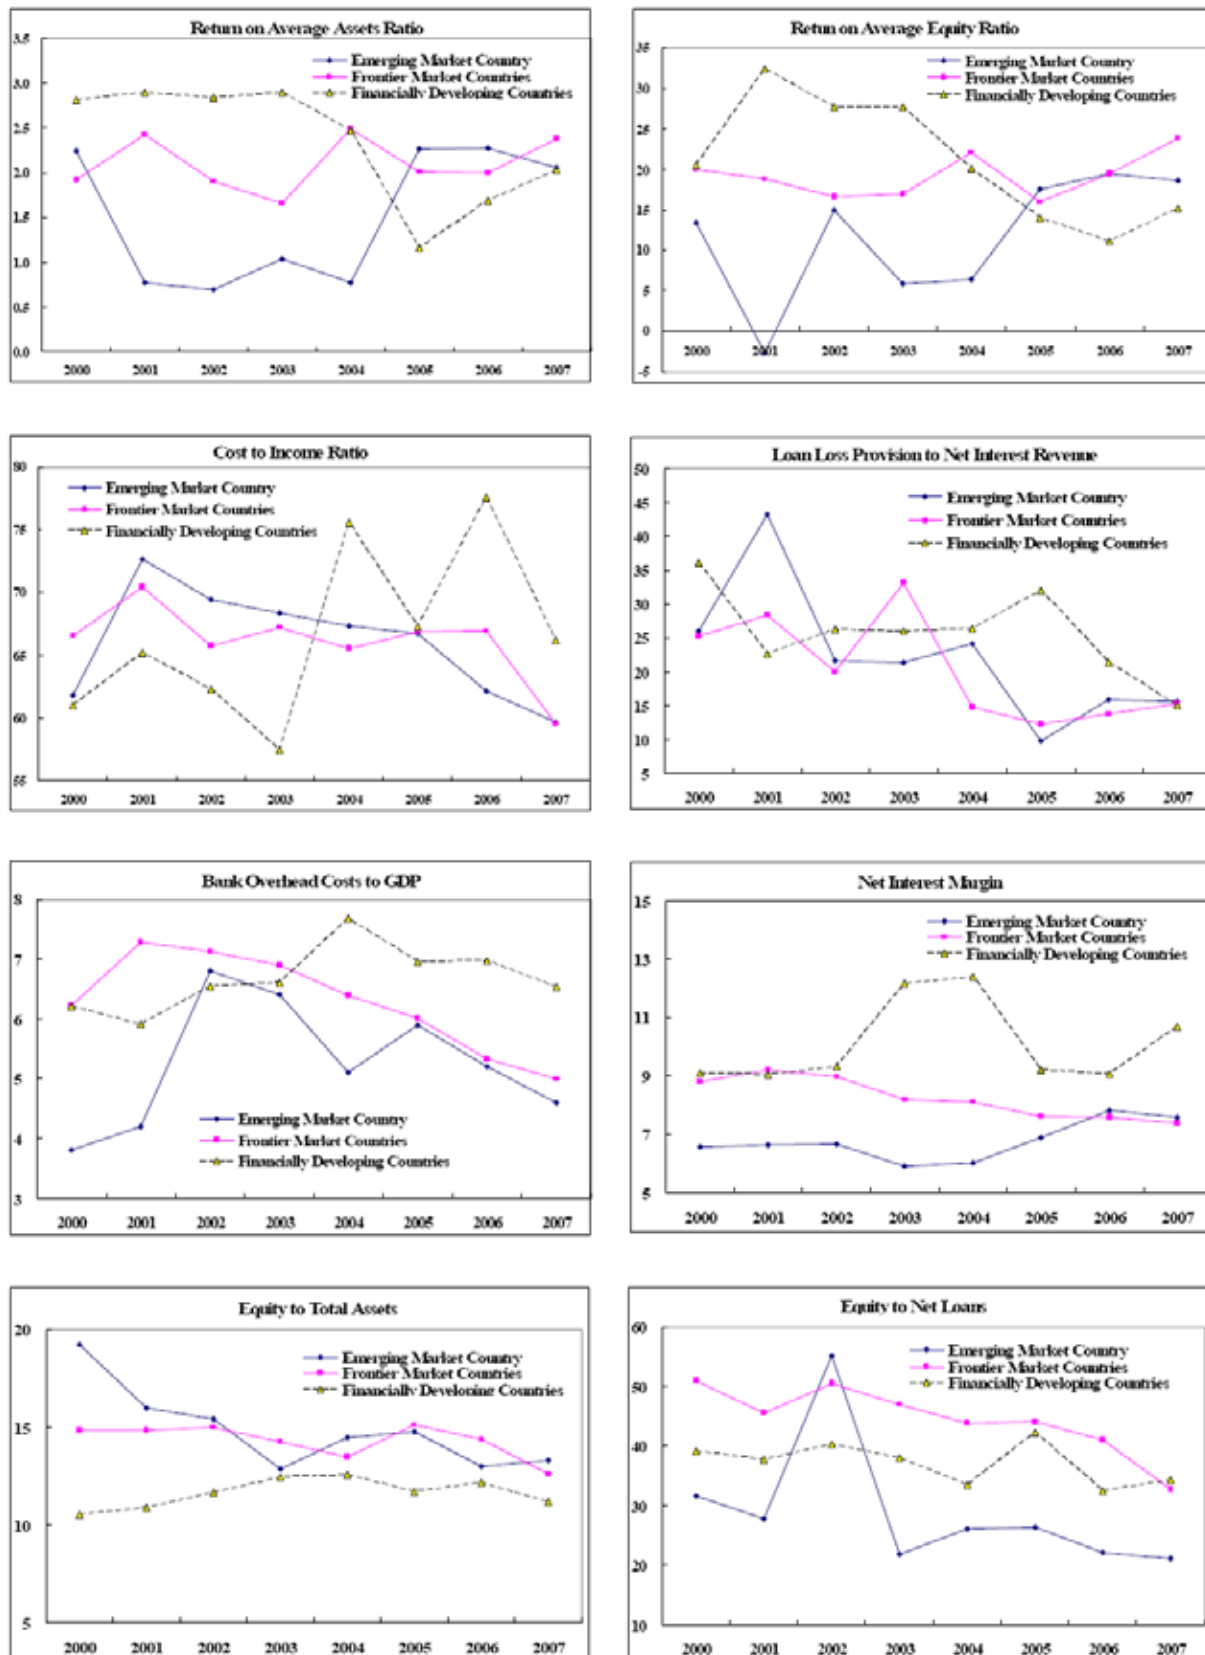 Return on Average Assets Ratio
3.5
3.0
2.5
2.0
1.5
1.0
0.5
0.0
Emerging Market Country
Frontier Market Countries
Financially Developing Countries
2000 2001 2002 2003 2004 2005 2006 2007
Retun on Average Equity Ratio
35
30
25
20
15
10
5
0
-5
Emerging Market Country
Frontier Market Countries
Financially Developing Countries
2000 2001 2002 2003 2004 2005 2006 2007
Cost to Income Ratio
80
75
70
65
60
55
Emerging Market Country
Frontier Market Countries
Financially Developing Countries
2000 2001 2002 2003 2004 2005 2006 2007
Loan Loss Provision to Net Interest Revenue
50
45
40
35
30
25
20
15
10
5
Emerging Market Country
Frontier Market Countries
Financially Developing Countries
2000 2001 2002 2003 2004 2005 2006 2007
Bank Overhead Costs to GDP
8
7
6
5
4
3
Emerging Market Country
Frontier Market Countries
Financially Developing Countries
2000 2001 2002 2003 2004 2005 2006 2007
Net Interest Margin
15
13
11
9
7
5
Emerging Market Country
Frontier Market Countries
Financially Developing Countries
2000 2001 2002 2003 2004 2005 2006 2007
Equity to Total Assets
20
15
10
5
Emerging Market Country
Frontier Market Countries
Financially Developing Countries
2000 2001 2002 2003 2004 2005 2006 2007
Equity to Net Loans
60
50
40
30
20
10
Emerging Market Country
Frontier Market Countries
Financially Developing Countries
2000 2001 2002 2003 2004 2005 2006 2007